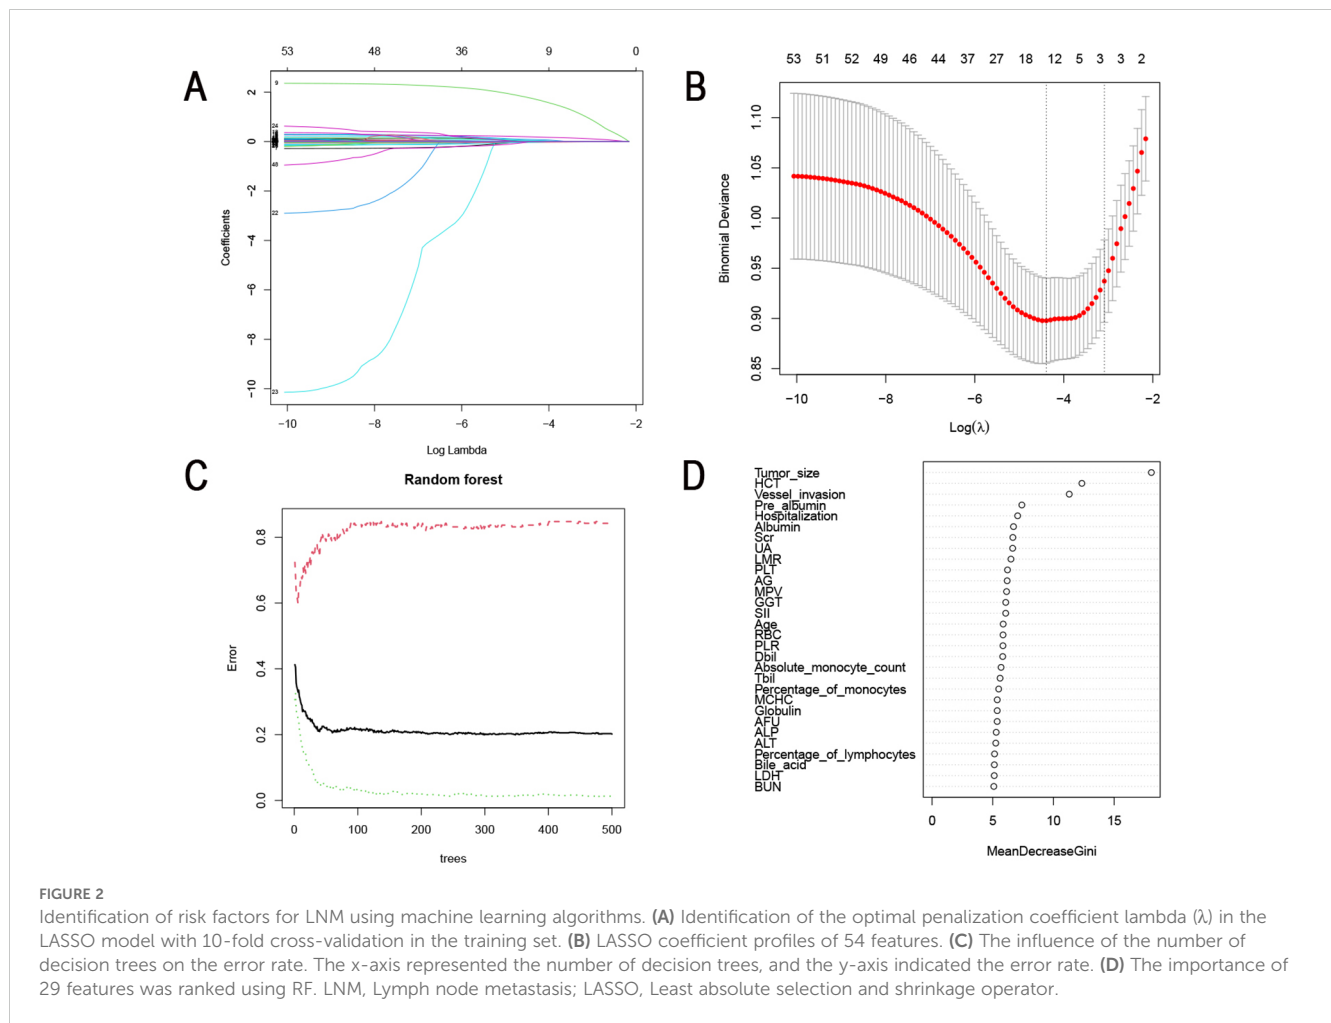 A
53 48 36 9 0
2
0
−2
−4
−6
−8
−10
Coefficients
9
24
48
22
23
−10 −8 −6 −4 −2
Log Lambda
B
53 51 52 49 46 44 37 27 18 12 5 3 3 2
1.10
1.05
1.00
0.95
0.90
0.85
Binomial Deviance
−10 −8 −6 −4 −2
Log(λ)
C
Random forest
0.8
0.6
0.4
0.2
0.0
Error
0 100 200 300 400 500
trees
D
Tumor_size
HCT
Vessel_invasion
Pre_albumin
Hospitalization
Albumin
Scr
UA
LMR
PLT
AG
MPV
GGT
SII
Age
RBC
PLR
Dbil
Absolute_monocyte_count
Tbil
Percentage_of_monocytes
MCHC
Globulin
AFU
ALP
ALT
Percentage_of_lymphocytes
Bile_acid
LDH
BUN
0 5 10 15
MeanDecreaseGini
FIGURE 2
Identification of risk factors for LNM using machine learning algorithms. (A) Identification of the optimal penalization coefficient lambda (λ) in the
LASSO model with 10-fold cross-validation in the training set. (B) LASSO coefficient profiles of 54 features. (C) The influence of the number of
decision trees on the error rate. The x-axis represented the number of decision trees, and the y-axis indicated the error rate. (D) The importance of
29 features was ranked using RF. LNM, Lymph node metastasis; LASSO, Least absolute selection and shrinkage operator.